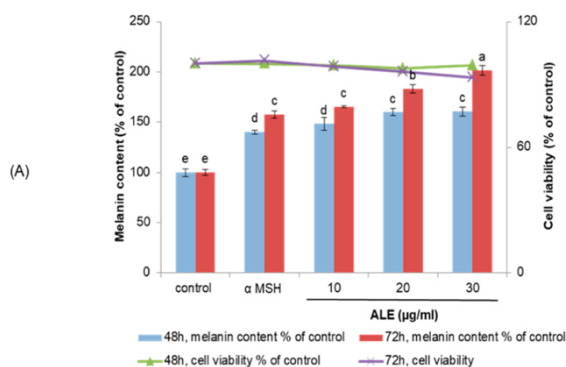 (A)
Melanin content (% of control)
250
200
150
100
50
0
Cell viability (% of control)
120
60
0
e e
d c
d c
c b
c a
control α MSH 10 20 30
ALE (µg/ml)
48h, melanin content % of control 72h, melanin content % of control
48h, cell viability % of control 72h, cell viability